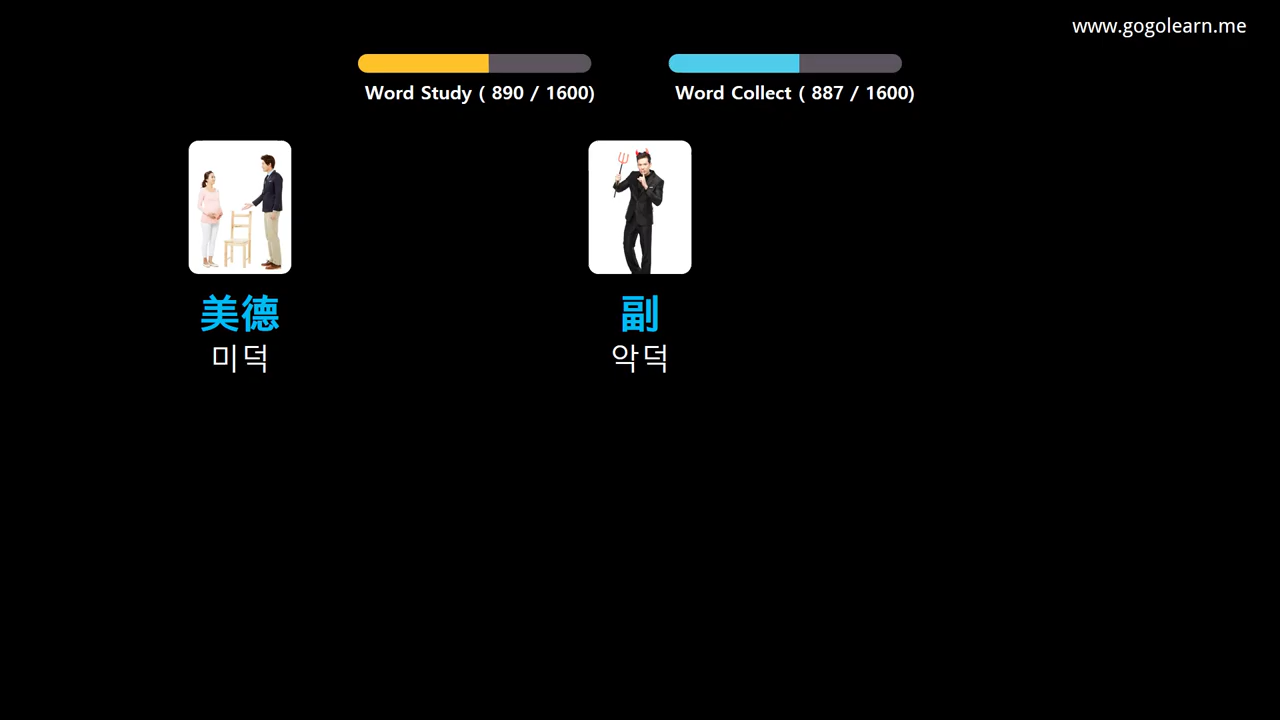 www.gogolearn.me
Word Study ( 890 / 1600)
Word Collect ( 887 / 1600)
美德
미덕
副
악덕